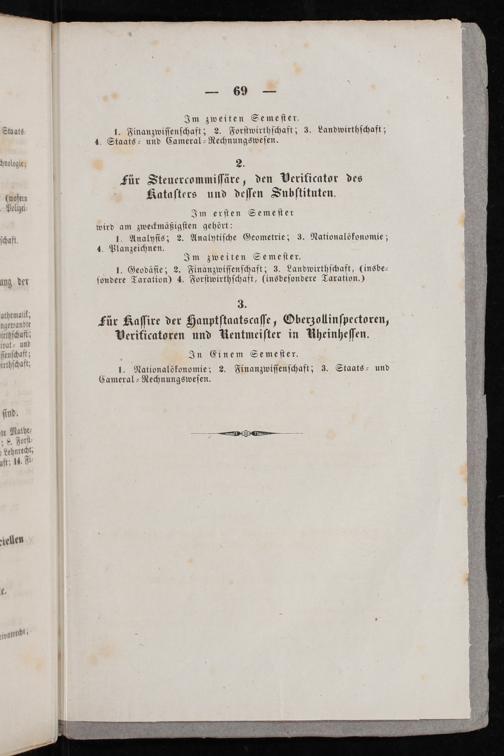 — 69 —
Im zweiten Semester.
1. Finanzwissenschaft; 2. Forstwirthschaft; 3. Landwirthschaft;
4. Staats- und Cameral-Rechnungswesen.
2.
Für Steuercommissäre, den Verificator des
Katasters und dessen Substituten.
Im ersten Semester
wird am zweckmäßigsten gehört:
1. Analysis; 2. Analytische Geometrie; 3. Nationalökonomie;
4. Planzeichnen.
Im zweiten Semester.
1. Geodäsie; 2. Finanzwissenschaft; 3. Landwirthschaft, (insbe-
sondere Taxation) 4. Forstwirthschaft, (insbesondere Taxation.)
3.
Für Kassire der Hauptstaatscasse, Oberzollinspectoren,
Verificatoren und Rentmeister in Rheinhessen.
In Einem Semester.
1. Nationalökonomie; 2. Finanzwissenschaft; 3. Staats- und
Cameral-Rechnungswesen.